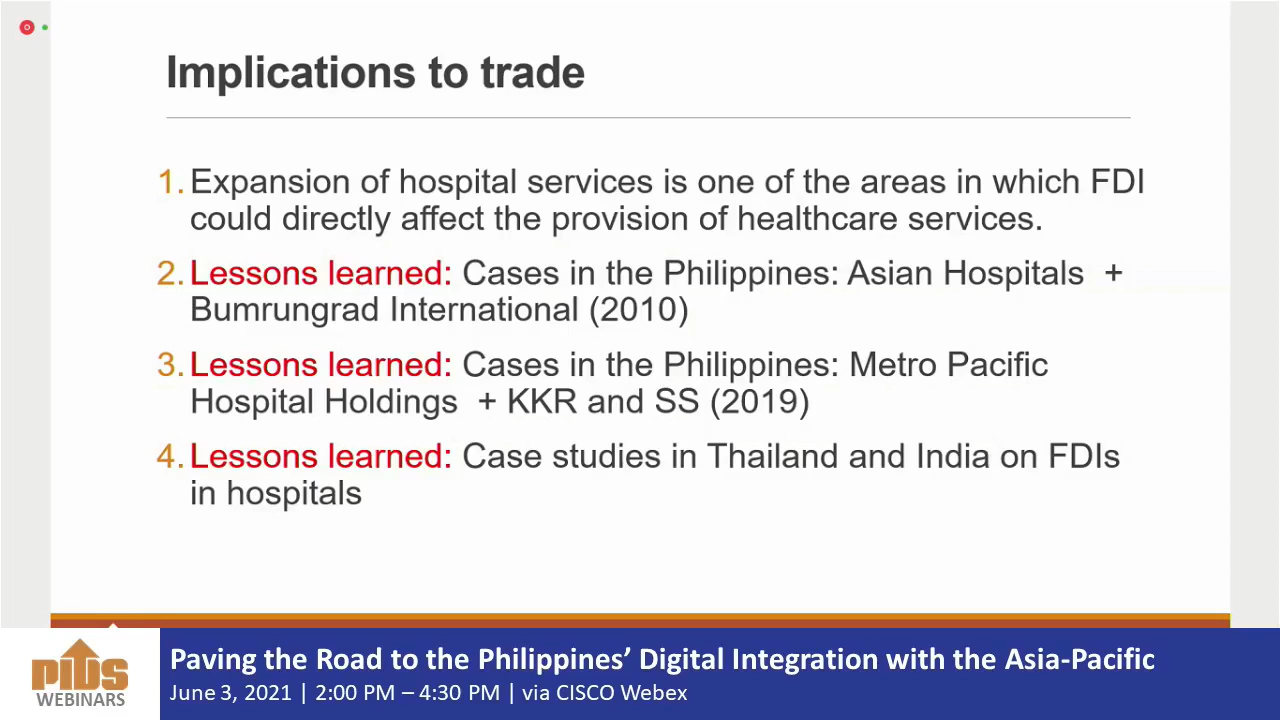 Implications to trade
1. Expansion of hospital services is one of the areas in which FDI
could directly affect the provision of healthcare services.
2. Lessons learned: Cases in the Philippines: Asian Hospitals +
Bumrungrad International (2010)
3. Lessons learned: Cases in the Philippines: Metro Pacific
Hospital Holdings + KKR and SS (2019)
4. Lessons learned: Case studies in Thailand and India on FDIs
in hospitals
PIDS
WEBINARS
Paving the Road to the Philippines’ Digital Integration with the Asia-Pacific
June 3, 2021 | 2:00 PM – 4:30 PM | via CISCO Webex